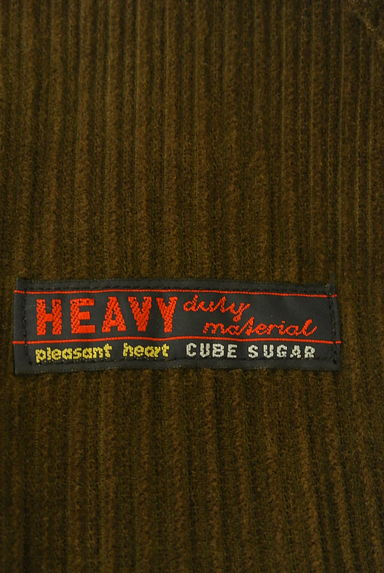 HEAVY duty material
pleasant heart CUBE SUGAR